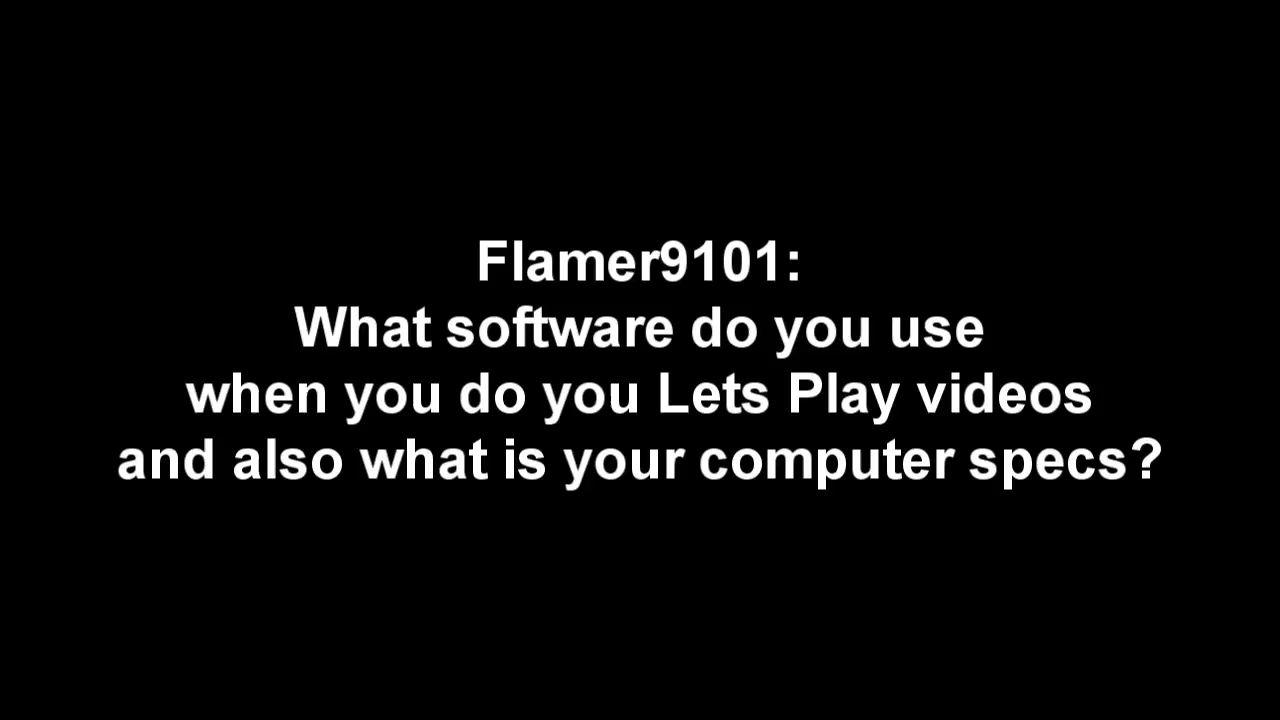 Flamer9101:
What software do you use
when you do you Lets Play videos
and also what is your computer specs?